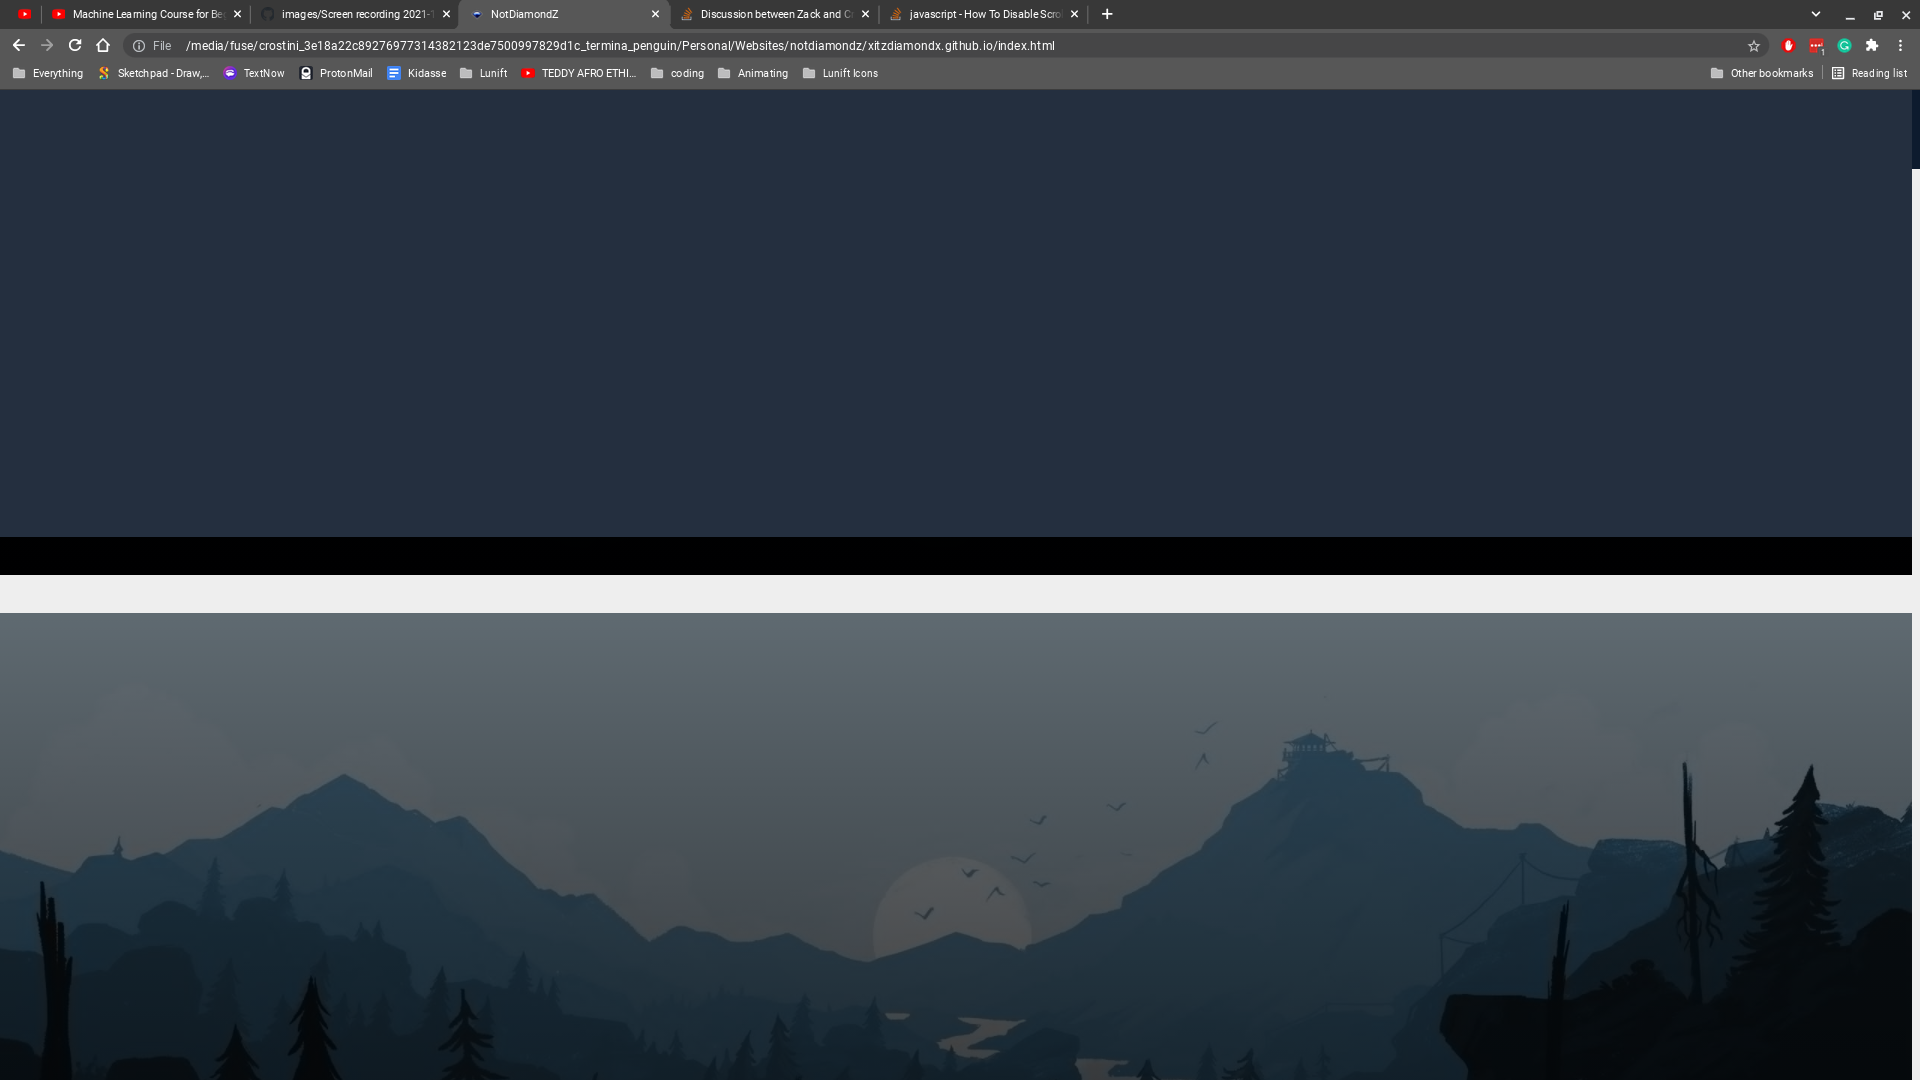 Machine Learning Course for Be
images/Screen recording 2021-1
NotDiamondZ
Discussion between Zack and C
javascript - How To Disable Scro
File /media/fuse/crostini_3e18a22c89276977314382123de7500997829d1c_termina_penguin/Personal/Websites/notdiamondz/xitzdiamondx.github.io/index.html
Everything Sketchpad - Draw,... TextNow ProtonMail Kidasse Lunift TEDDY AFRO ETHI... coding Animating Lunift Icons Other bookmarks Reading list